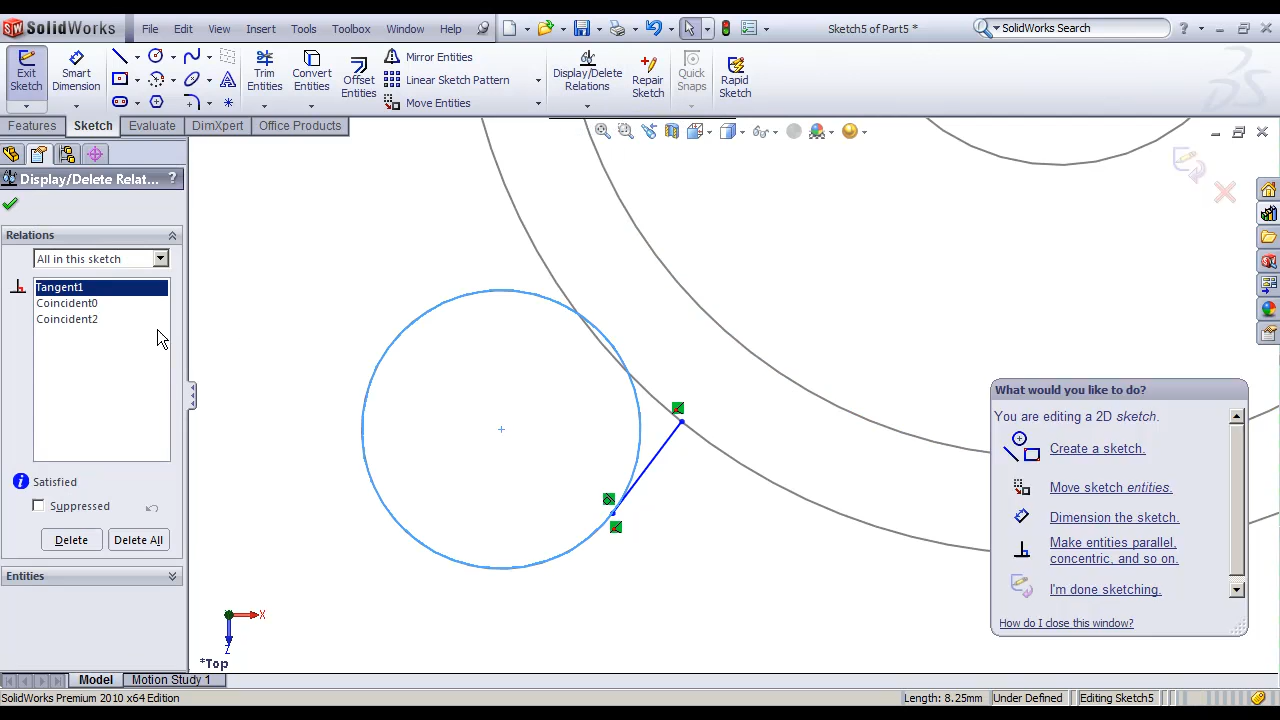 SolidWorks File Edit View Insert Tools Toolbox Window Help Sketch5 of Part5 * SolidWorks Search ?
Exit Sketch
Smart Dimension
Trim Entities
Convert Entities
Offset Entities
Mirror Entities
Linear Sketch Pattern
Move Entities
Display/Delete Relations
Repair Sketch
Quick Snaps
Rapid Sketch
Features Sketch Evaluate DimXpert Office Products
Display/Delete Relat... ?
Relations
All in this sketch
Tangent1
Coincident0
Coincident2
Satisfied
Suppressed
Delete Delete All
Entities
X
Z
*Top
What would you like to do?
You are editing a 2D sketch.
Create a sketch.
Move sketch entities.
Dimension the sketch.
Make entities parallel,
concentric, and so on.
I'm done sketching.
How do I close this window?
Model Motion Study 1
SolidWorks Premium 2010 x64 Edition Length: 8.25mm Under Defined Editing Sketch5